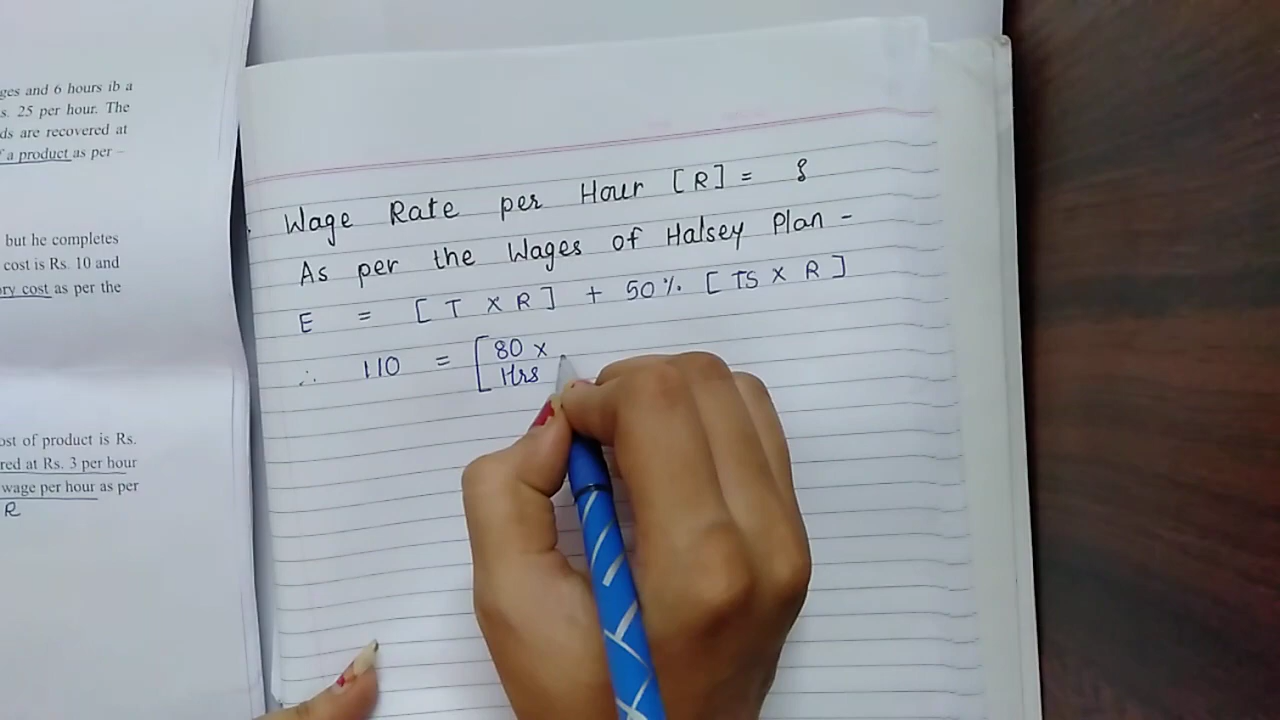 ges and 6 hours ib a
s. 25 per hour. The
ds are recovered at
a product as per –
but he completes
cost is Rs. 10 and
ry cost as per the
ost of product is Rs.
red at Rs. 3 per hour
wage per hour as per
R
Wage Rate per Hour [R] = ?
As per the Wages of Halsey Plan -
E = [T X R] + 50% [TS X R]
∴ 110 = [80 x
Hrs